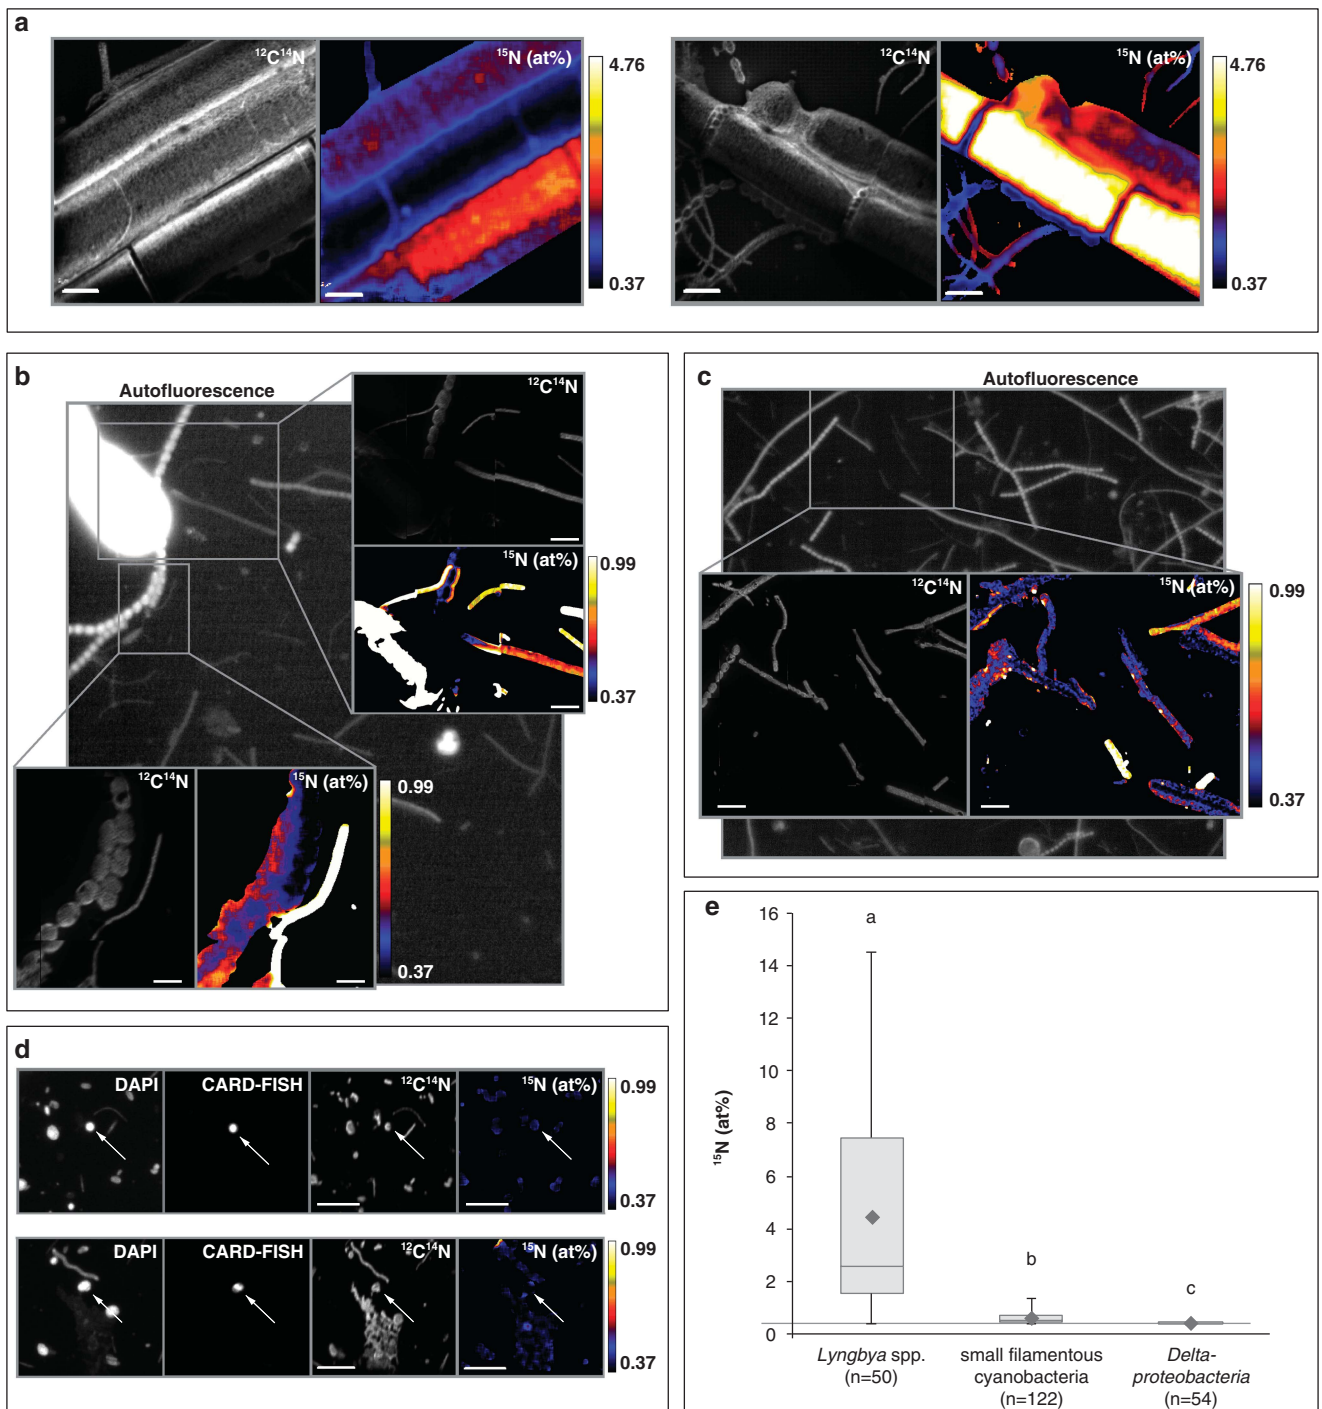 a
¹²C¹⁴N
¹⁵N (at%)
4.76
0.37
¹²C¹⁴N
¹⁵N (at%)
4.76
0.37
b
Autofluorescence
¹²C¹⁴N
¹⁵N (at%)
0.99
0.37
¹²C¹⁴N
¹⁵N (at%)
0.99
0.37
c
Autofluorescence
¹²C¹⁴N
¹⁵N (at%)
0.99
0.37
d
DAPI
CARD-FISH
¹²C¹⁴N
¹⁵N (at%)
0.99
0.37
DAPI
CARD-FISH
¹²C¹⁴N
¹⁵N (at%)
0.99
0.37
e
16
14
12
10
8
6
4
2
0
¹⁵N (at%)
a
b
c
Lyngbya spp.
(n=50)
small filamentous
cyanobacteria
(n=122)
Delta-
proteobacteria
(n=54)